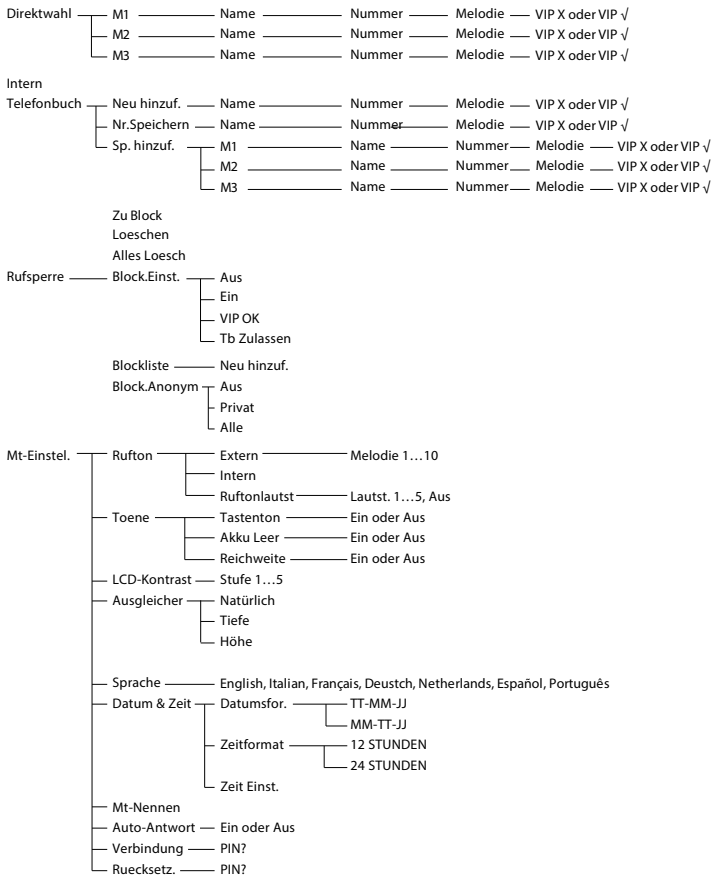 Direktwahl M1 Name Nummer Melodie VIP X oder VIP √
M2 Name Nummer Melodie VIP X oder VIP √
M3 Name Nummer Melodie VIP X oder VIP √
Intern
Telefonbuch Neu hinzuf. Name Nummer Melodie VIP X oder VIP √
Nr.Speichern Name Nummer Melodie VIP X oder VIP √
Sp. hinzuf. M1 Name Nummer Melodie VIP X oder VIP √
M2 Name Nummer Melodie VIP X oder VIP √
M3 Name Nummer Melodie VIP X oder VIP √
Zu Block
Loeschen
Alles Loesch
Rufsperre Block.Einst. Aus
Ein
VIP OK
Tb Zulassen
Blockliste Neu hinzuf.
Block.Anonym Aus
Privat
Alle
Mt-Einstel. Rufton Extern Melodie 1…10
Intern
Ruftonlautst Lautst. 1…5, Aus
Toene Tastenton Ein oder Aus
Akku Leer Ein oder Aus
Reichweite Ein oder Aus
LCD-Kontrast Stufe 1…5
Ausgleicher Natürlich
Tiefe
Höhe
Sprache English, Italian, Français, Deustch, Netherlands, Español, Português
Datum & Zeit Datumsfor. TT-MM-JJ
MM-TT-JJ
Zeitformat 12 STUNDEN
24 STUNDEN
Zeit Einst.
Mt-Nennen
Auto-Antwort Ein oder Aus
Verbindung PIN?
Ruecksetz. PIN?